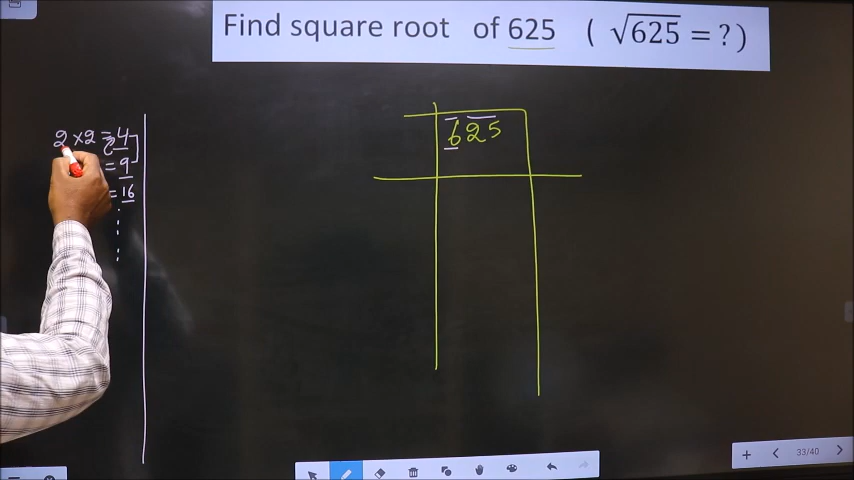 Find square root of 625 ( √625 = ? )
625
2 × 2 = 4
= 9
= 16
33/40